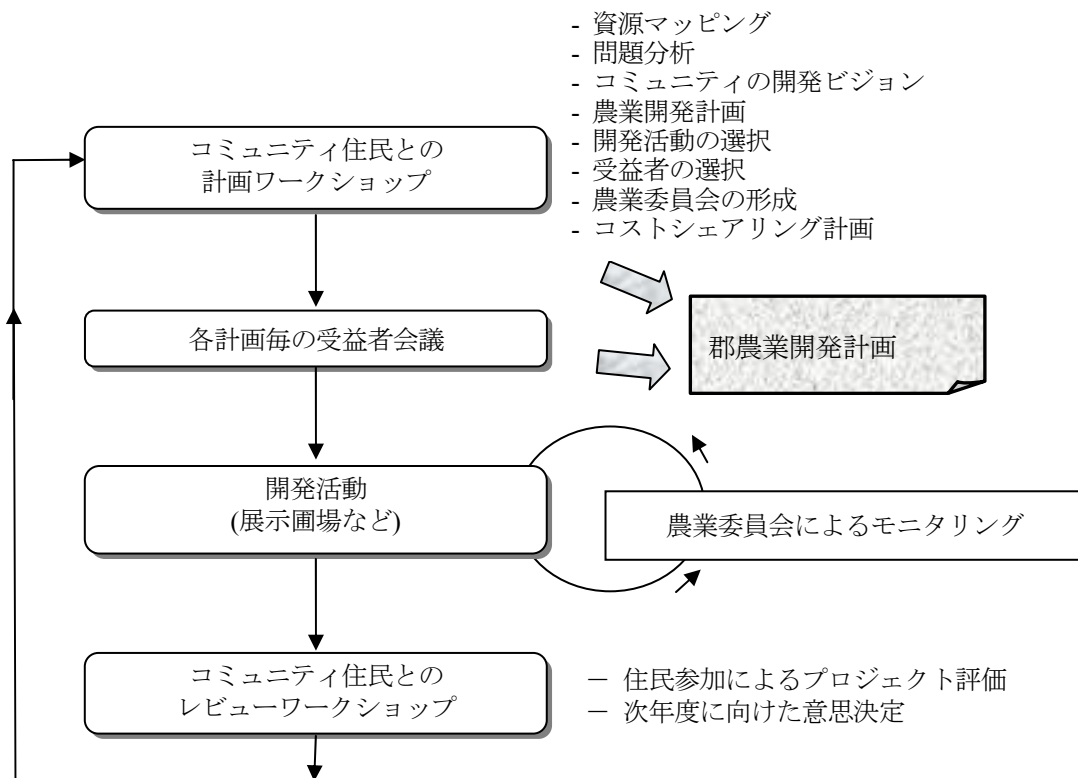 - 資源マッピング
- 問題分析
- コミュニティの開発ビジョン
- 農業開発計画
- 開発活動の選択
- 受益者の選択
- 農業委員会の形成
- コストシェアリング計画
コミュニティ住民との
計画ワークショップ
各計画毎の受益者会議
郡農業開発計画
開発活動
(展示圃場など)
農業委員会によるモニタリング
コミュニティ住民との
レビューワークショップ
－ 住民参加によるプロジェクト評価
－ 次年度に向けた意思決定